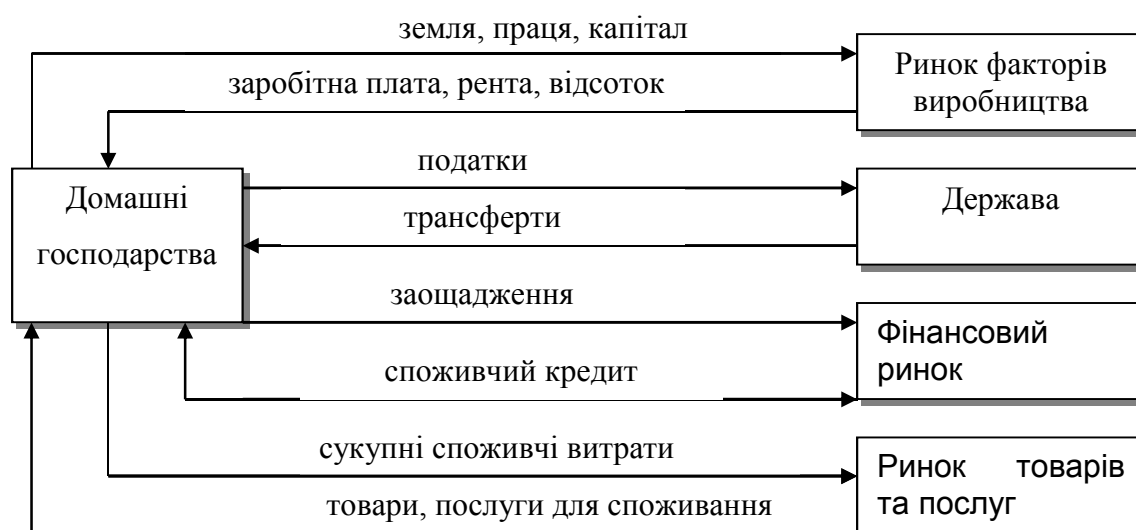 земля, праця, капітал
Ринок факторів
виробництва
заробітна плата, рента, відсоток
податки
Домашні
господарства
Держава
трансферти
заощадження
Фінансовий
ринок
споживчий кредит
сукупні споживчі витрати
Ринок товарів
та послуг
товари, послуги для споживання